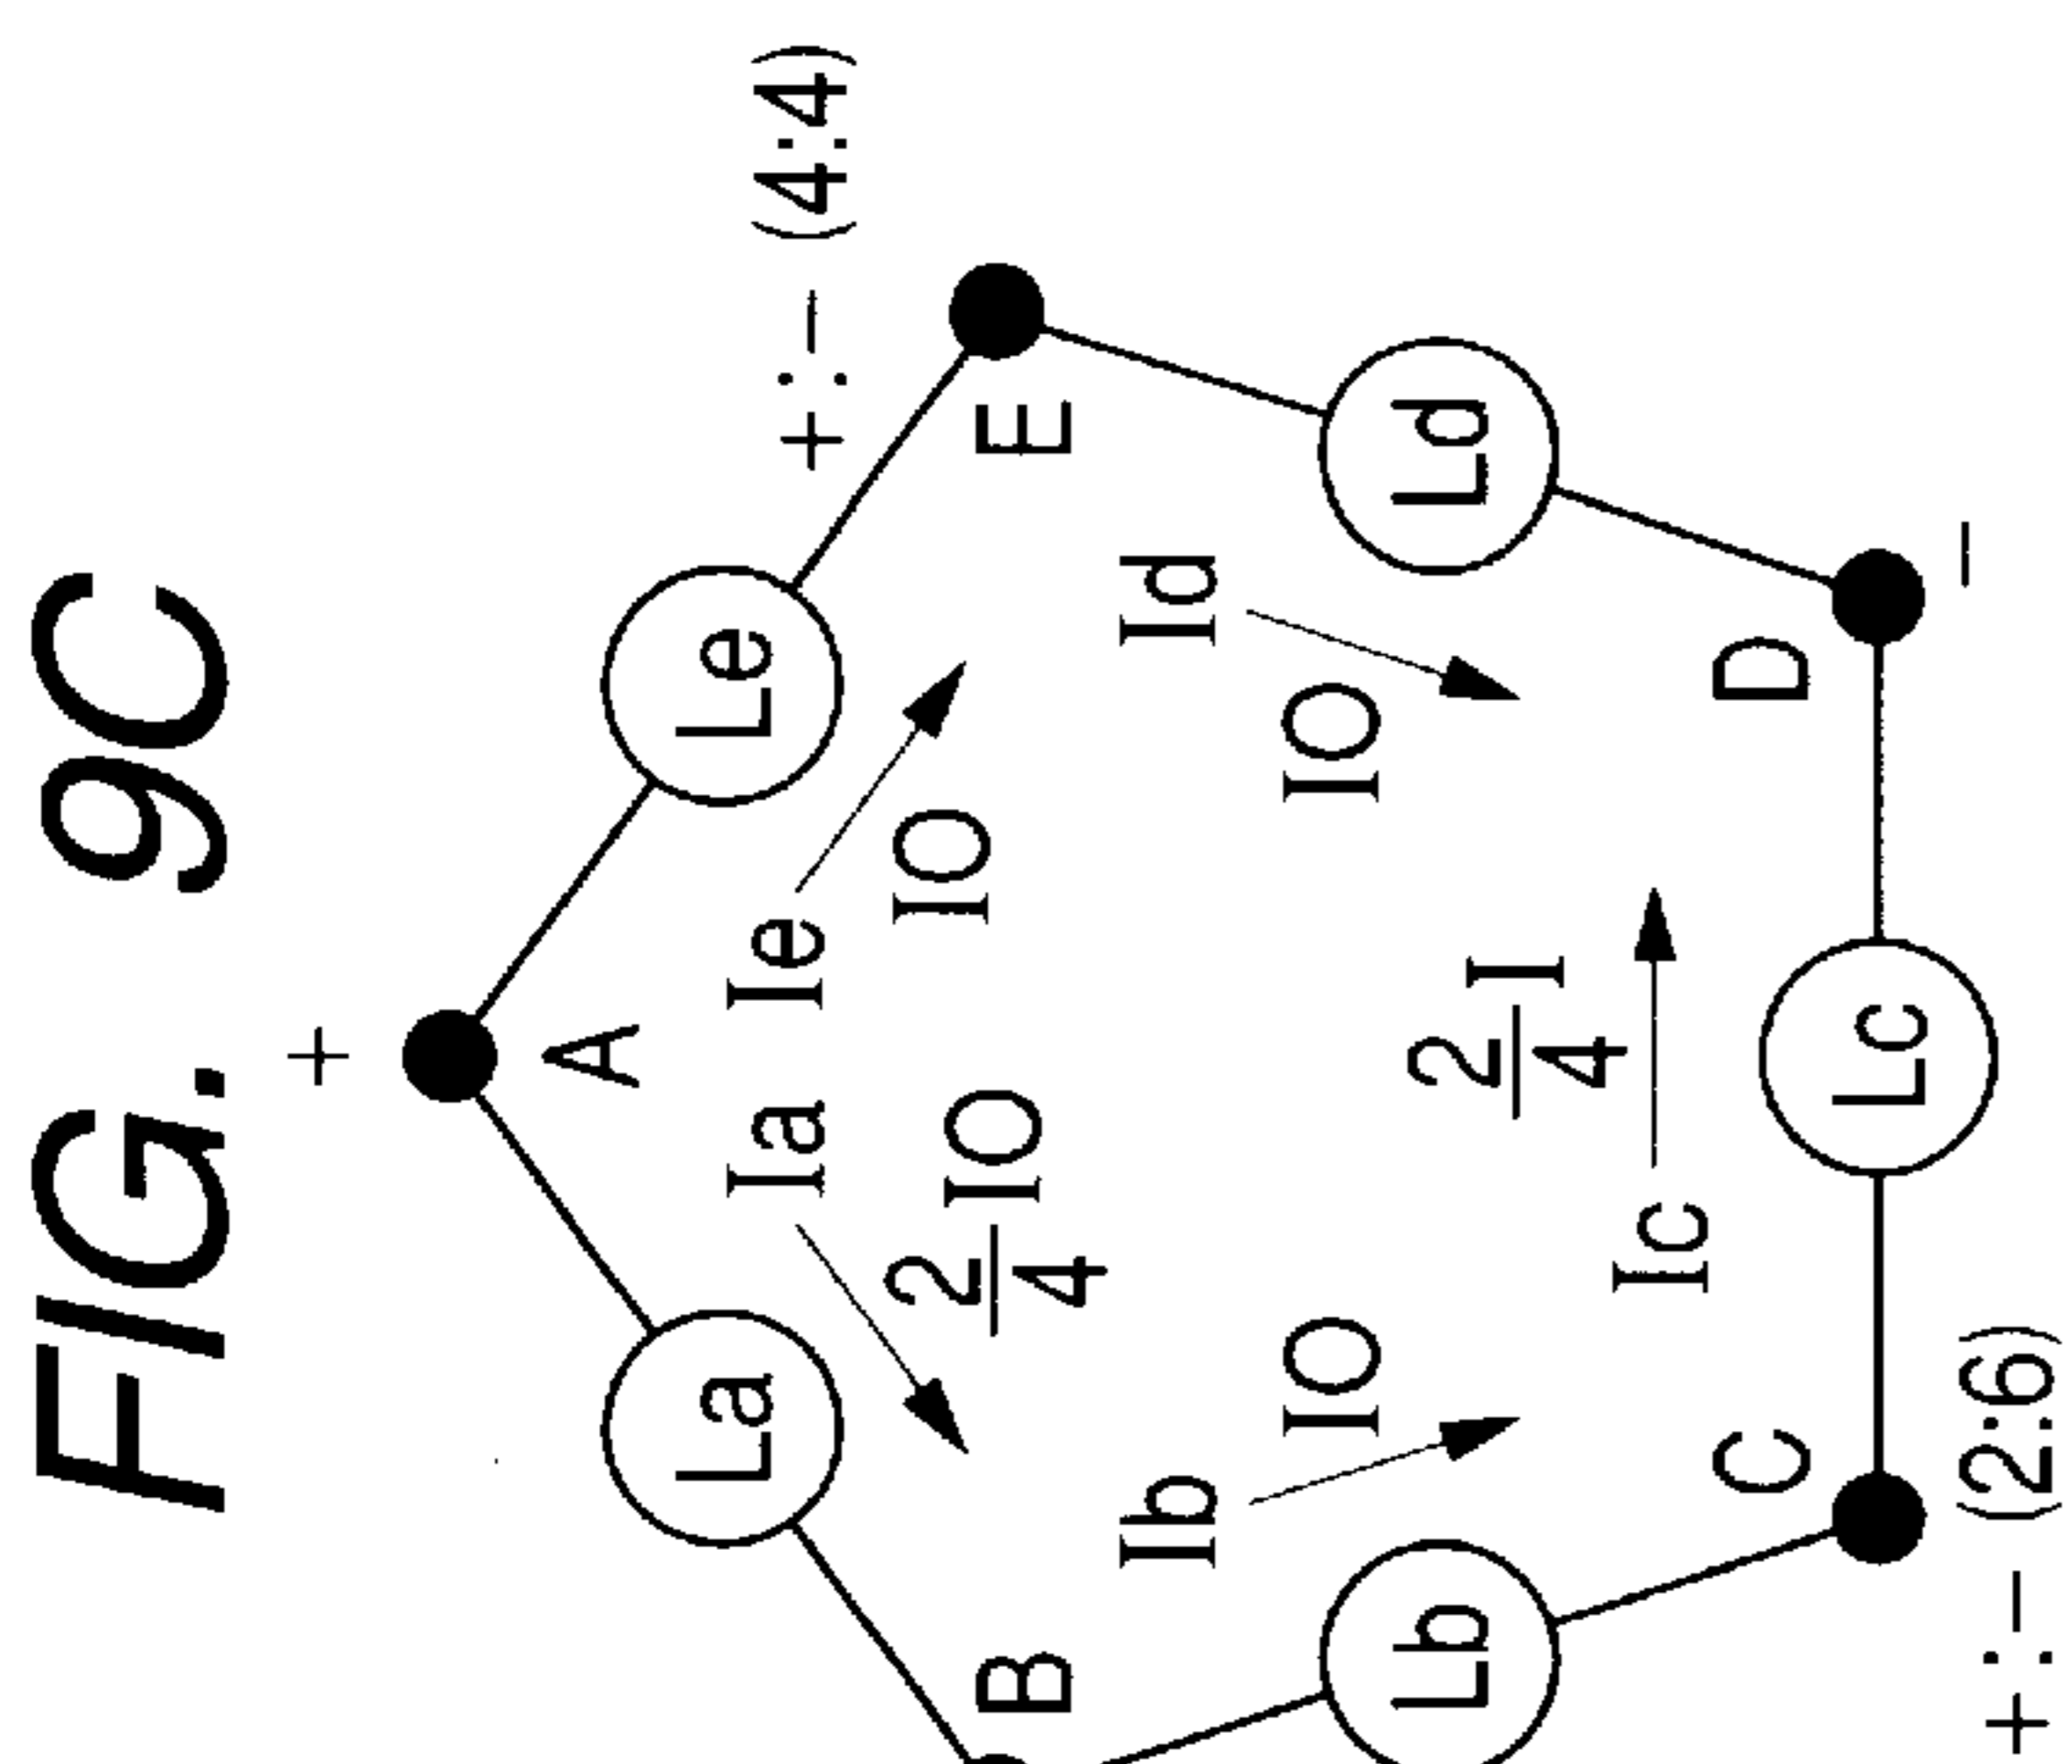 FIG. 9C
+
A
La
Le
Ia
Ie
2/4 IO
IO
+ : - (4:4)
B
E
Ib
IO
Id
IO
Lb
Ld
2/4 I
Ic
C
D
Lc
+ : - (2:6)
-